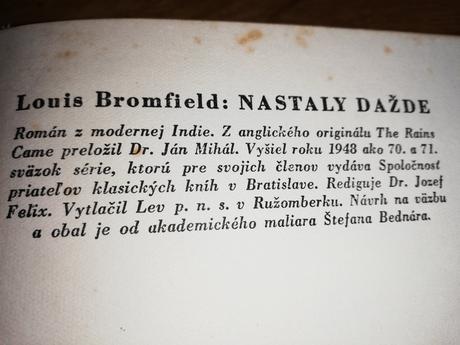 Louis Bromfield: NASTALY DAŽDE
Román z modernej Indie. Z anglického originálu The Rains
Came preložil Dr. Ján Mihál. Vyšiel roku 1948 ako 70. a 71.
sväzok série, ktorú pre svojich členov vydáva Spoločnosť
priateľov klasických kníh v Bratislave. Rediguje Dr. Jozef
Felix. Vytlačil Lev p. n. s. v Ružomberku. Návrh na väzbu
a obal je od akademického maliara Štefana Bednára.